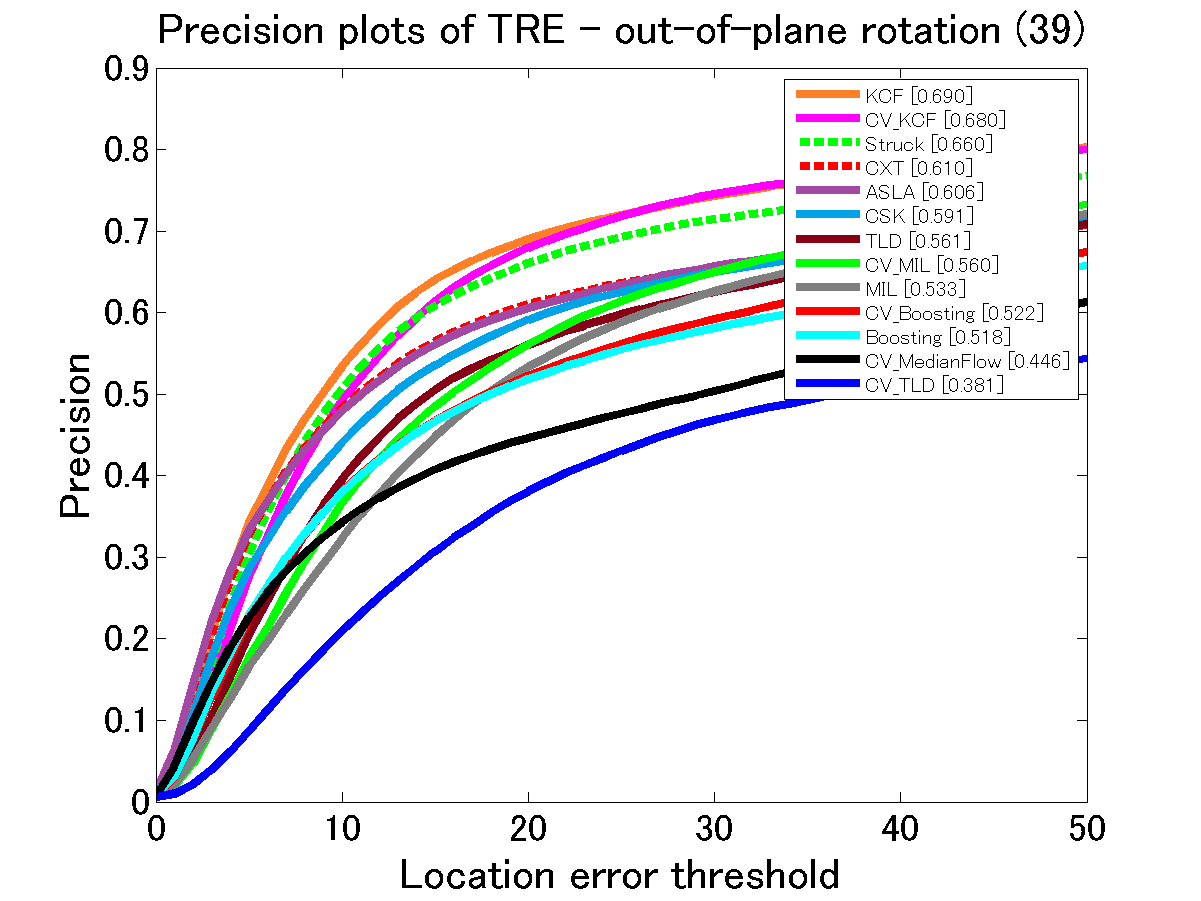 Precision plots of TRE - out-of-plane rotation (39)
0.9
0.8
0.7
0.6
0.5
0.4
0.3
0.2
0.1
0
Precision
KCF [0.690]
CV_KCF [0.680]
Struck [0.660]
CXT [0.610]
ASLA [0.606]
CSK [0.591]
TLD [0.561]
CV_MIL [0.560]
MIL [0.533]
CV_Boosting [0.522]
Boosting [0.518]
CV_MedianFlow [0.446]
CV_TLD [0.381]
0 10 20 30 40 50
Location error threshold